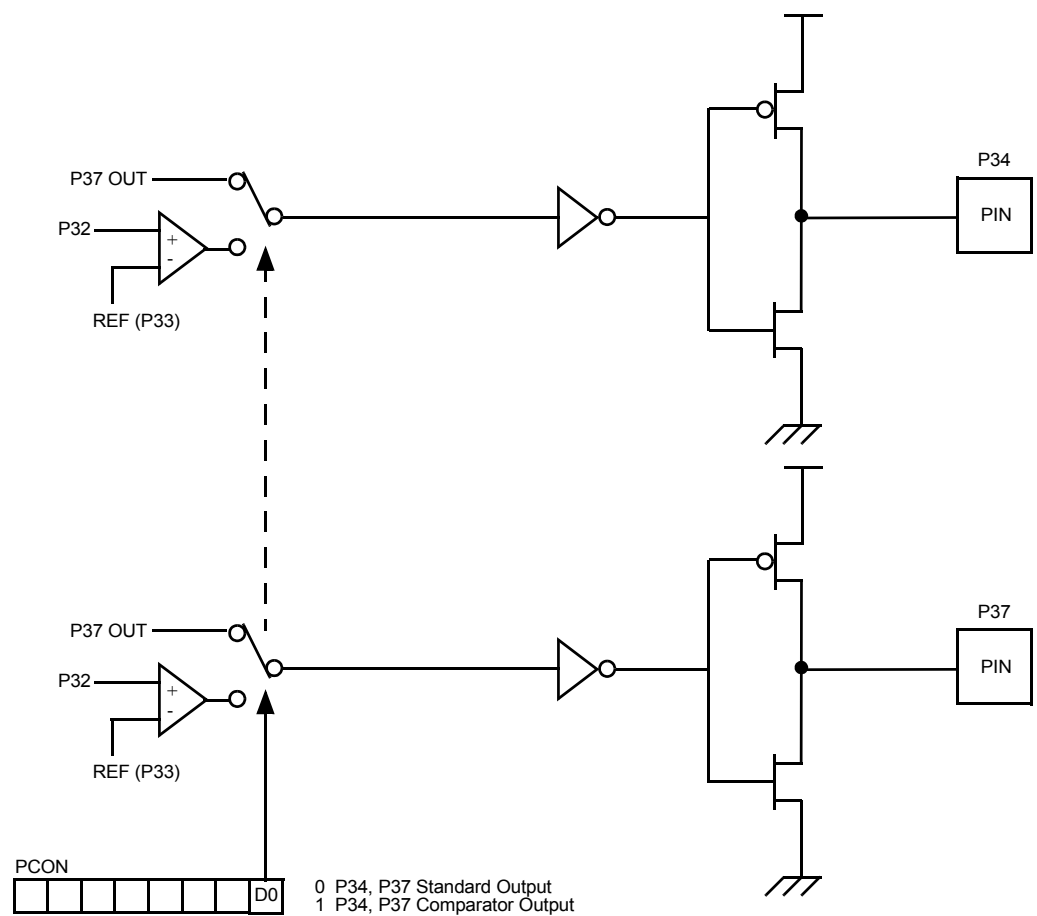 P37 OUT
P32
+
-
REF (P33)
P34
PIN
P37 OUT
P32
+
-
REF (P33)
P37
PIN
PCON
D0
0 P34, P37 Standard Output
1 P34, P37 Comparator Output